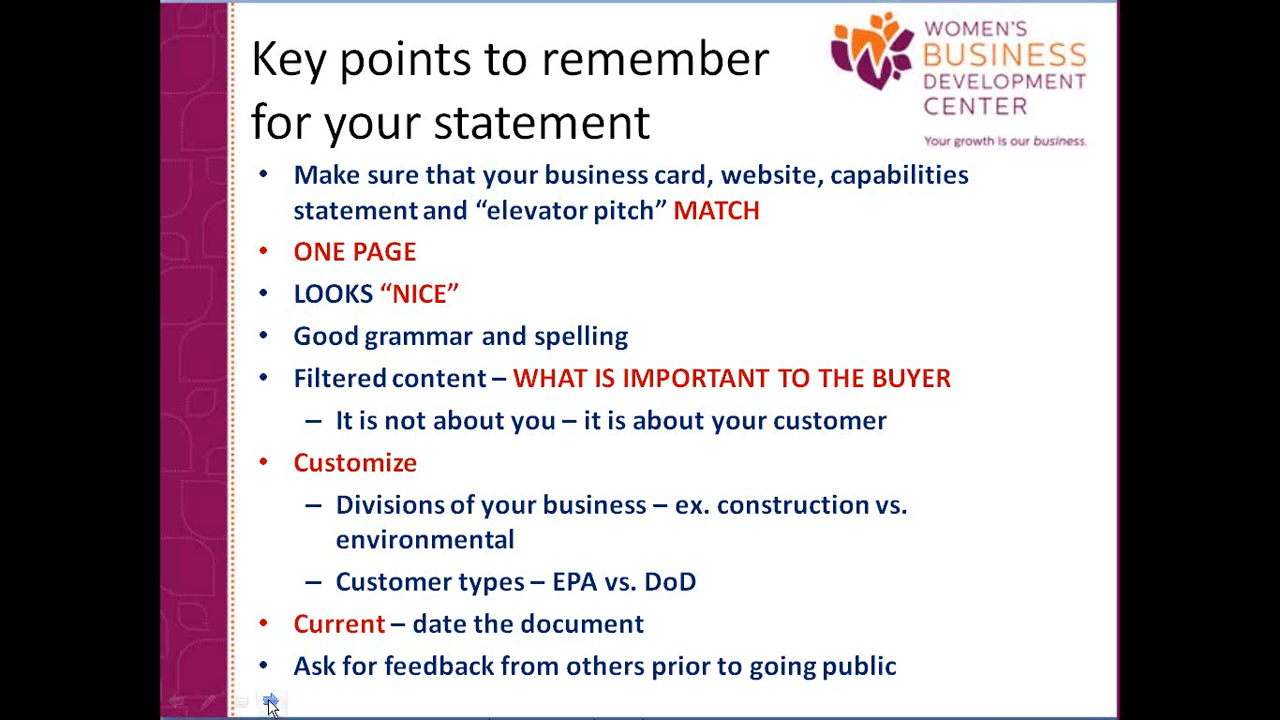 Key points to remember
for your statement
WOMEN'S
BUSINESS
DEVELOPMENT
CENTER
Your growth is our business.
• Make sure that your business card, website, capabilities
statement and “elevator pitch” MATCH
• ONE PAGE
• LOOKS “NICE”
• Good grammar and spelling
• Filtered content – WHAT IS IMPORTANT TO THE BUYER
– It is not about you – it is about your customer
• Customize
– Divisions of your business – ex. construction vs.
environmental
– Customer types – EPA vs. DoD
• Current – date the document
• Ask for feedback from others prior to going public